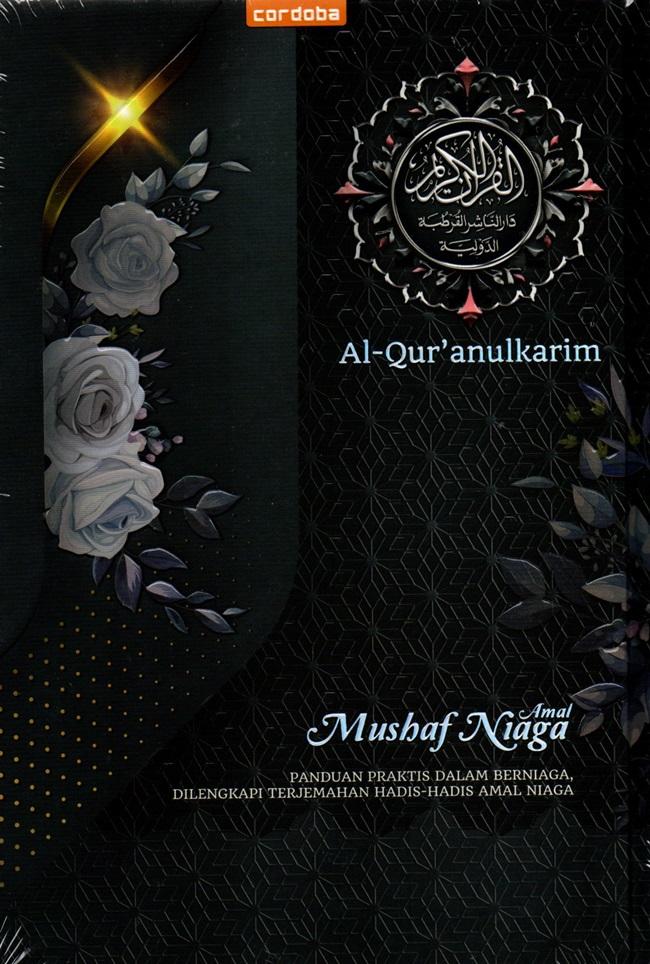 cordoba
القرآن الكريم
دار الناشر القرطبة
الدولية
Al-Qur'anulkarim
Mushaf Amal Niaga
PANDUAN PRAKTIS DALAM BERNIAGA,
DILENGKAPI TERJEMAHAN HADIS-HADIS AMAL NIAGA